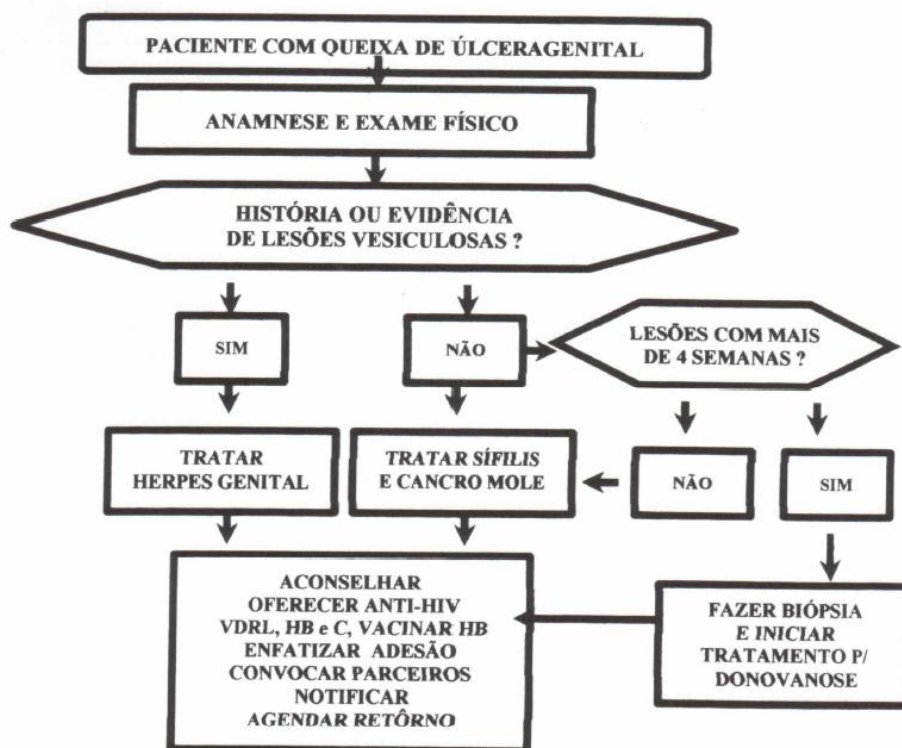 PACIENTE COM QUEIXA DE ÚLCERAGENITAL
ANAMNESE E EXAME FÍSICO
HISTÓRIA OU EVIDÊNCIA
DE LESÕES VESICULOSAS ?
SIM
NÃO
LESÕES COM MAIS
DE 4 SEMANAS ?
TRATAR
HERPES GENITAL
TRATAR SÍFILIS
E CANCRO MOLE
NÃO
SIM
ACONSELHAR
OFERECER ANTI-HIV
VDRL, HB e C, VACINAR HB
ENFATIZAR ADESÃO
CONVOCAR PARCEIROS
NOTIFICAR
AGENDAR RETÔRNO
FAZER BIÓPSIA
E INICIAR
TRATAMENTO P/
DONOVANOSE